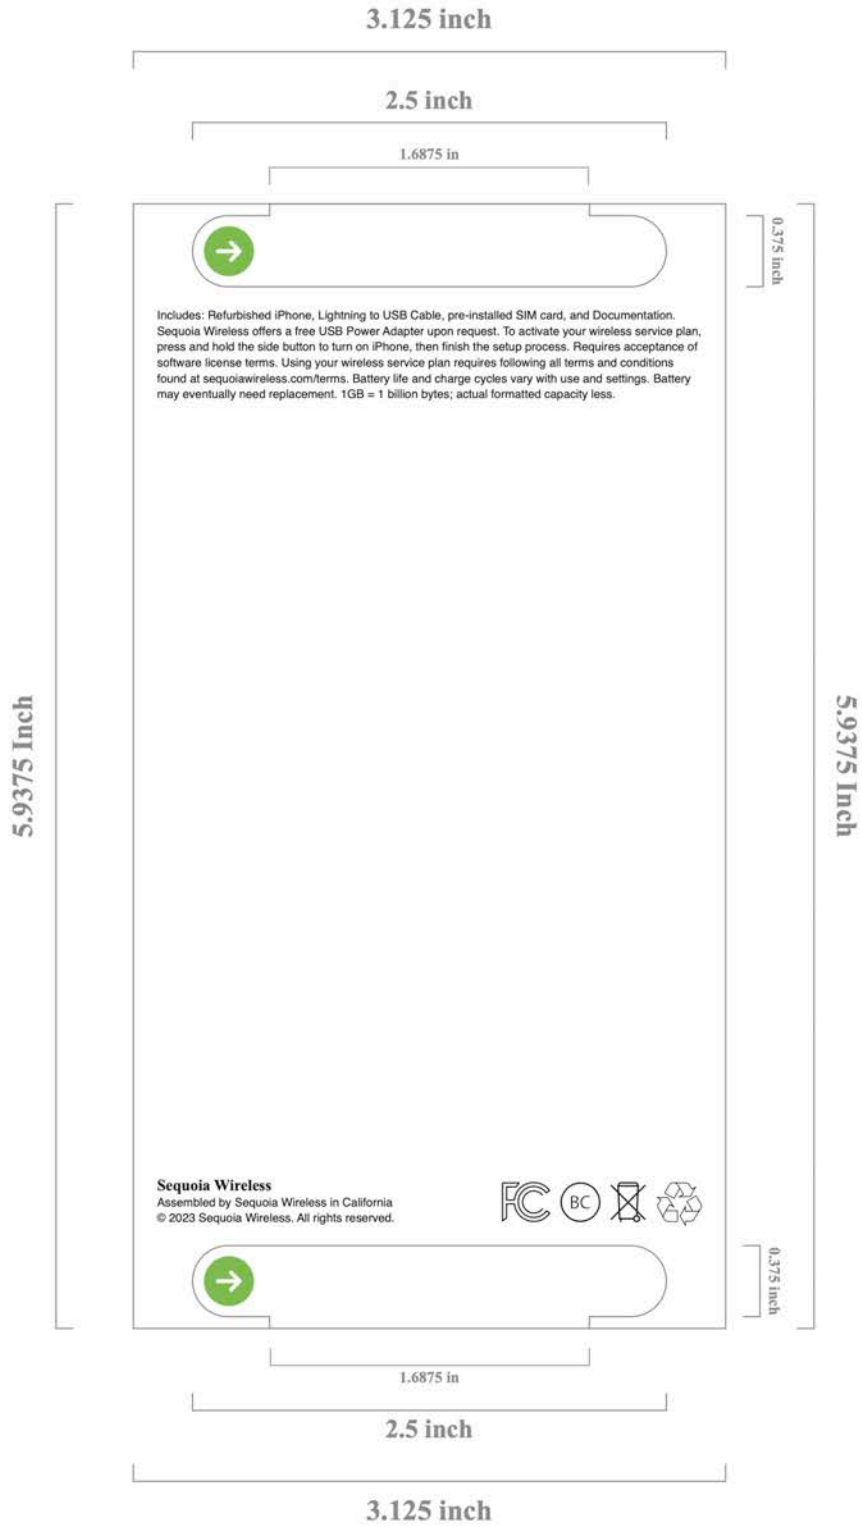 3.125 inch
2.5 inch
1.6875 in
0.375 inch
Includes: Refurbished iPhone, Lightning to USB Cable, pre-installed SIM card, and Documentation.
Sequoia Wireless offers a free USB Power Adapter upon request. To activate your wireless service plan,
press and hold the side button to turn on iPhone, then finish the setup process. Requires acceptance of
software license terms. Using your wireless service plan requires following all terms and conditions
found at sequoiawireless.com/terms. Battery life and charge cycles vary with use and settings. Battery
may eventually need replacement. 1GB = 1 billion bytes; actual formatted capacity less.
5.9375 Inch
5.9375 Inch
Sequoia Wireless
Assembled by Sequoia Wireless in California
© 2023 Sequoia Wireless. All rights reserved.
FC
BC
0.375 inch
1.6875 in
2.5 inch
3.125 inch